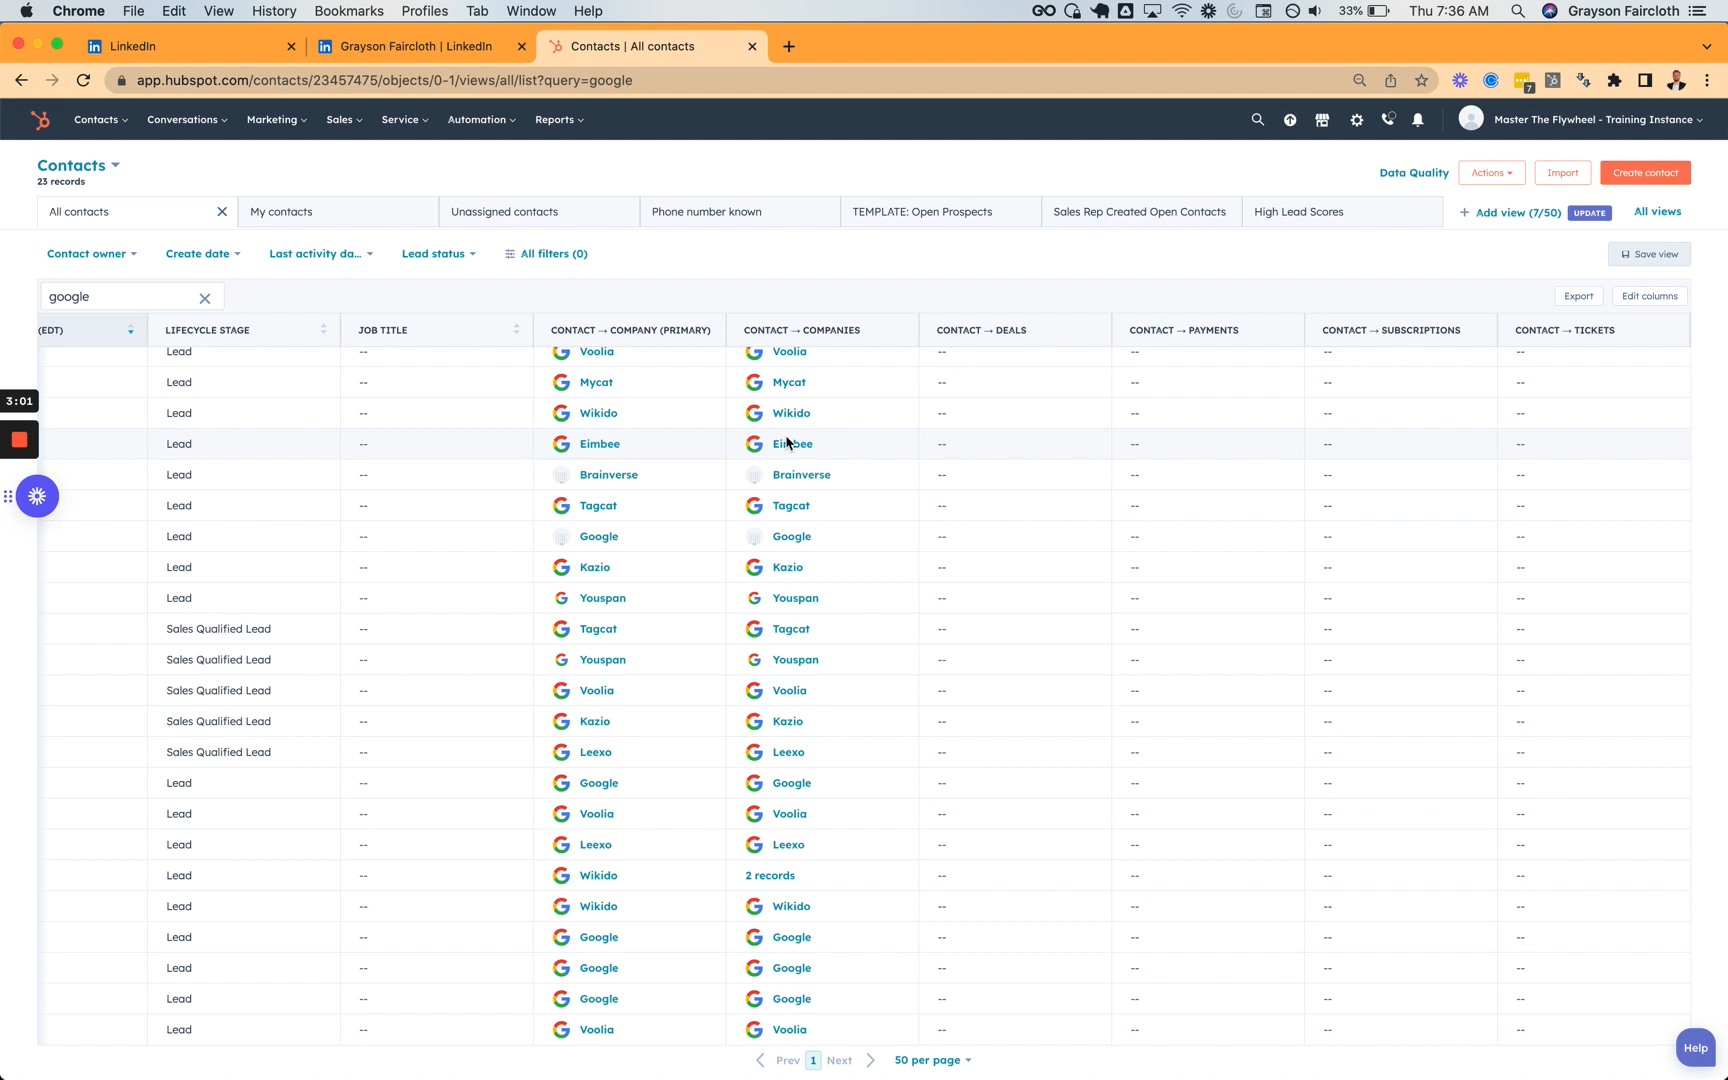 Chrome File Edit View History Bookmarks Profiles Tab Window Help 33% Thu 7:36 AM Grayson Faircloth
LinkedIn Grayson Faircloth | LinkedIn Contacts | All contacts
app.hubspot.com/contacts/23457475/objects/0-1/views/all/list?query=google 7
Contacts Conversations Marketing Sales Service Automation Reports Master The Flywheel - Training Instance
Contacts
23 records
Data Quality Actions Import Create contact
All contacts My contacts Unassigned contacts Phone number known TEMPLATE: Open Prospects Sales Rep Created Open Contacts High Lead Scores + Add view (7/50) UPDATE All views
Contact owner Create date Last activity da... Lead status All filters (0) Save view
google Export Edit columns
(EDT) LIFECYCLE STAGE JOB TITLE CONTACT → COMPANY (PRIMARY) CONTACT → COMPANIES CONTACT → DEALS CONTACT → PAYMENTS CONTACT → SUBSCRIPTIONS CONTACT → TICKETS
Lead -- Voolia Voolia -- -- -- --
Lead -- Mycat Mycat -- -- -- --
3:01
Lead -- Wikido Wikido -- -- -- --
Lead -- Eimbee Eimbee -- -- -- --
Lead -- Brainverse Brainverse -- -- -- --
Lead -- Tagcat Tagcat -- -- -- --
Lead -- Google Google -- -- -- --
Lead -- Kazio Kazio -- -- -- --
Lead -- Youspan Youspan -- -- -- --
Sales Qualified Lead -- Tagcat Tagcat -- -- -- --
Sales Qualified Lead -- Youspan Youspan -- -- -- --
Sales Qualified Lead -- Voolia Voolia -- -- -- --
Sales Qualified Lead -- Kazio Kazio -- -- -- --
Sales Qualified Lead -- Leexo Leexo -- -- -- --
Lead -- Google Google -- -- -- --
Lead -- Voolia Voolia -- -- -- --
Lead -- Leexo Leexo -- -- -- --
Lead -- Wikido 2 records -- -- -- --
Lead -- Wikido Wikido -- -- -- --
Lead -- Google Google -- -- -- --
Lead -- Google Google -- -- -- --
Lead -- Google Google -- -- -- --
Lead -- Voolia Voolia -- -- -- --
Prev 1 Next 50 per page
Help